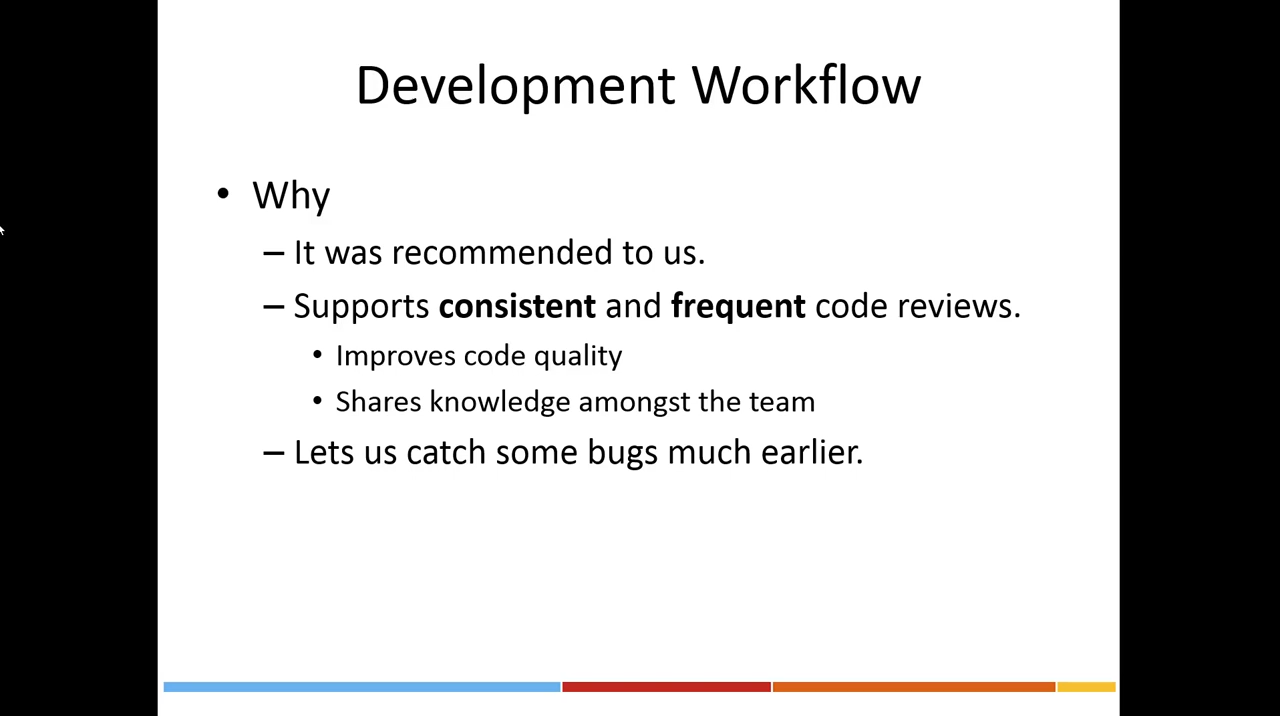 Development Workflow
• Why
– It was recommended to us.
– Supports consistent and frequent code reviews.
• Improves code quality
• Shares knowledge amongst the team
– Lets us catch some bugs much earlier.